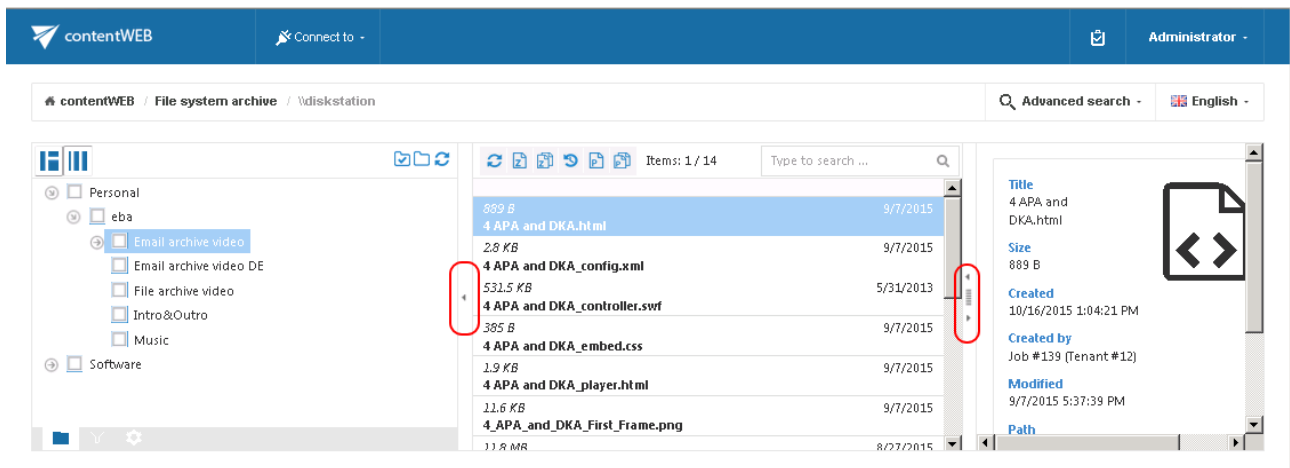 contentWEB
Connect to
Administrator
contentWEB / File system archive / \\diskstation
Advanced search
English
Items: 1 / 14
Type to search ...
Personal
eba
Email archive video
Email archive video DE
File archive video
Intro&Outro
Music
Software
889 B 9/7/2015
4 APA and DKA.html
2.8 KB 9/7/2015
4 APA and DKA_config.xml
531.5 KB 5/31/2013
4 APA and DKA_controller.swf
385 B 9/7/2015
4 APA and DKA_embed.css
1.9 KB 9/7/2015
4 APA and DKA_player.html
11.6 KB 9/7/2015
4_APA_and_DKA_First_Frame.png
11.8 MB 8/27/2015
Title
4 APA and
DKA.html
Size
889 B
Created
10/16/2015 1:04:21 PM
Created by
Job #139 (Tenant #12)
Modified
9/7/2015 5:37:39 PM
Path